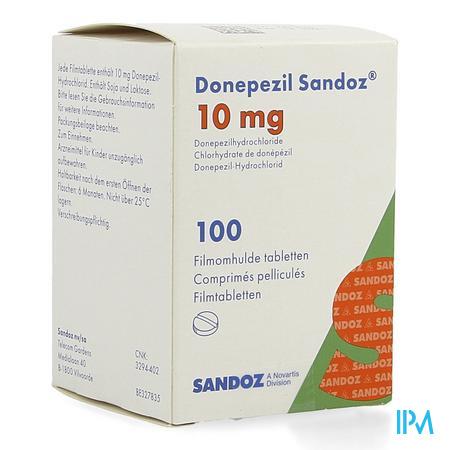 Jede Filmtablette enthält 10 mg Donepezil-
Hydrochlorid. Enthält Soja und Laktose.
Bitte lesen Sie die Gebrauchsinformation
für weitere Informationen.
Packungsbeilage beachten.
Zum Einnehmen.
Arzneimittel für Kinder unzugänglich
aufbewahren.
Haltbarkeit nach dem ersten Öffnen der
Flaschen: 6 Monaten. Nicht über 25°C
lagern.
Verschreibungspflichtig.
Sandoz nv/sa
Telecom Gardens
Medialaan 40
B-1800 Vilvoorde
CNK:
3294-402
BE327835
Donepezil Sandoz®
10 mg
Donepezilhydrochloride
Chlorhydrate de donépézil
Donepezil-Hydrochlorid
100
Filmomhulde tabletten
Comprimés pelliculés
Filmtabletten
SANDOZ A Novartis
Division
SANDOZ
SANDOZ
SANDOZ
IPM